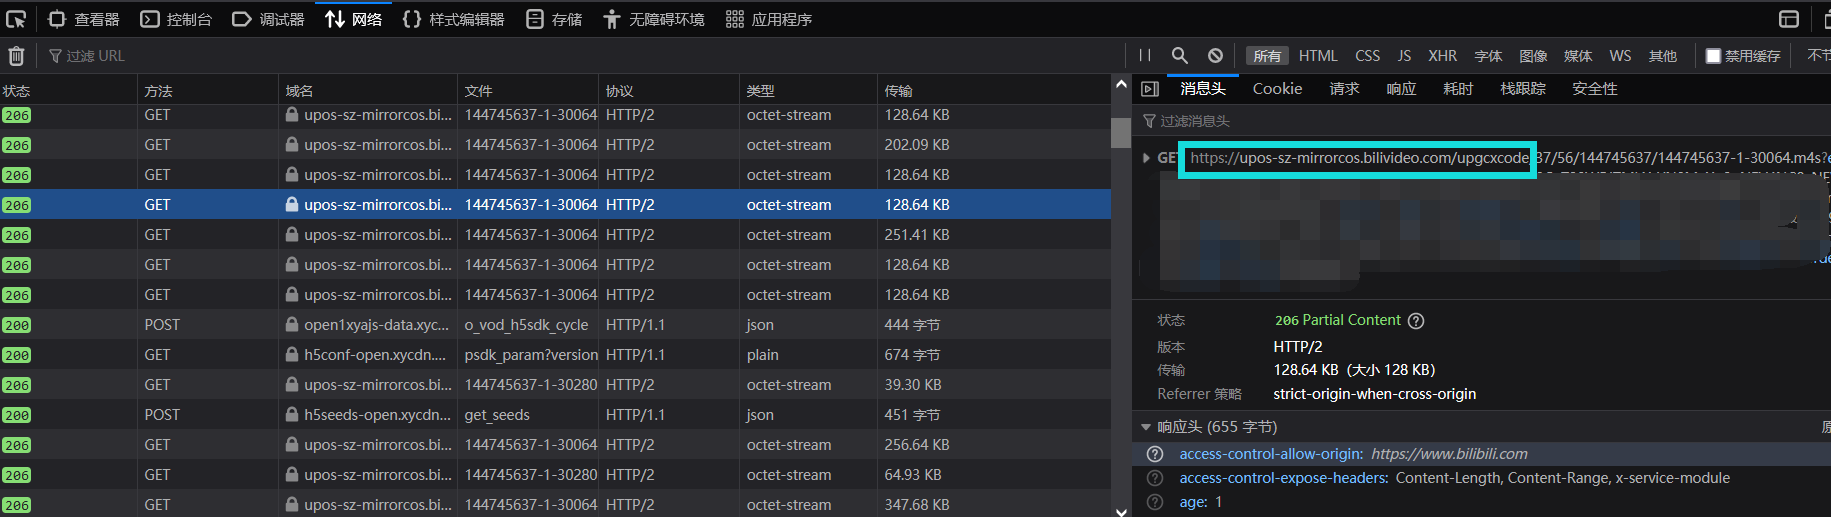 查看器 控制台 调试器 网络 {} 样式编辑器 存储 无障碍环境 应用程序
过滤 URL 所有 HTML CSS JS XHR 字体 图像 媒体 WS 其他 禁用缓存
状态 方法 域名 文件 协议 类型 传输
206 GET upos-sz-mirrorcos.bi... 144745637-1-30064 HTTP/2 octet-stream 128.64 KB
206 GET upos-sz-mirrorcos.bi... 144745637-1-30064 HTTP/2 octet-stream 202.09 KB
206 GET upos-sz-mirrorcos.bi... 144745637-1-30064 HTTP/2 octet-stream 128.64 KB
206 GET upos-sz-mirrorcos.bi... 144745637-1-30064 HTTP/2 octet-stream 128.64 KB
206 GET upos-sz-mirrorcos.bi... 144745637-1-30064 HTTP/2 octet-stream 251.41 KB
206 GET upos-sz-mirrorcos.bi... 144745637-1-30064 HTTP/2 octet-stream 128.64 KB
206 GET upos-sz-mirrorcos.bi... 144745637-1-30064 HTTP/2 octet-stream 128.64 KB
200 POST open1xyajs-data.xyc... o_vod_h5sdk_cycle HTTP/1.1 json 444 字节
200 GET h5conf-open.xycdn.... psdk_param?version HTTP/1.1 plain 674 字节
206 GET upos-sz-mirrorcos.bi... 144745637-1-30280 HTTP/2 octet-stream 39.30 KB
200 POST h5seeds-open.xycdn... get_seeds HTTP/1.1 json 451 字节
206 GET upos-sz-mirrorcos.bi... 144745637-1-30064 HTTP/2 octet-stream 256.64 KB
206 GET upos-sz-mirrorcos.bi... 144745637-1-30280 HTTP/2 octet-stream 64.93 KB
206 GET upos-sz-mirrorcos.bi... 144745637-1-30064 HTTP/2 octet-stream 347.68 KB
消息头 Cookie 请求 响应 耗时 栈跟踪 安全性
过滤消息头
GET https://upos-sz-mirrorcos.bilivideo.com/upgcxcode/37/56/144745637/144745637-1-30064.m4s?e
状态 206 Partial Content
版本 HTTP/2
传输 128.64 KB（大小 128 KB）
Referrer 策略 strict-origin-when-cross-origin
响应头 (655 字节)
access-control-allow-origin: https://www.bilibili.com
access-control-expose-headers: Content-Length, Content-Range, x-service-module
age: 1